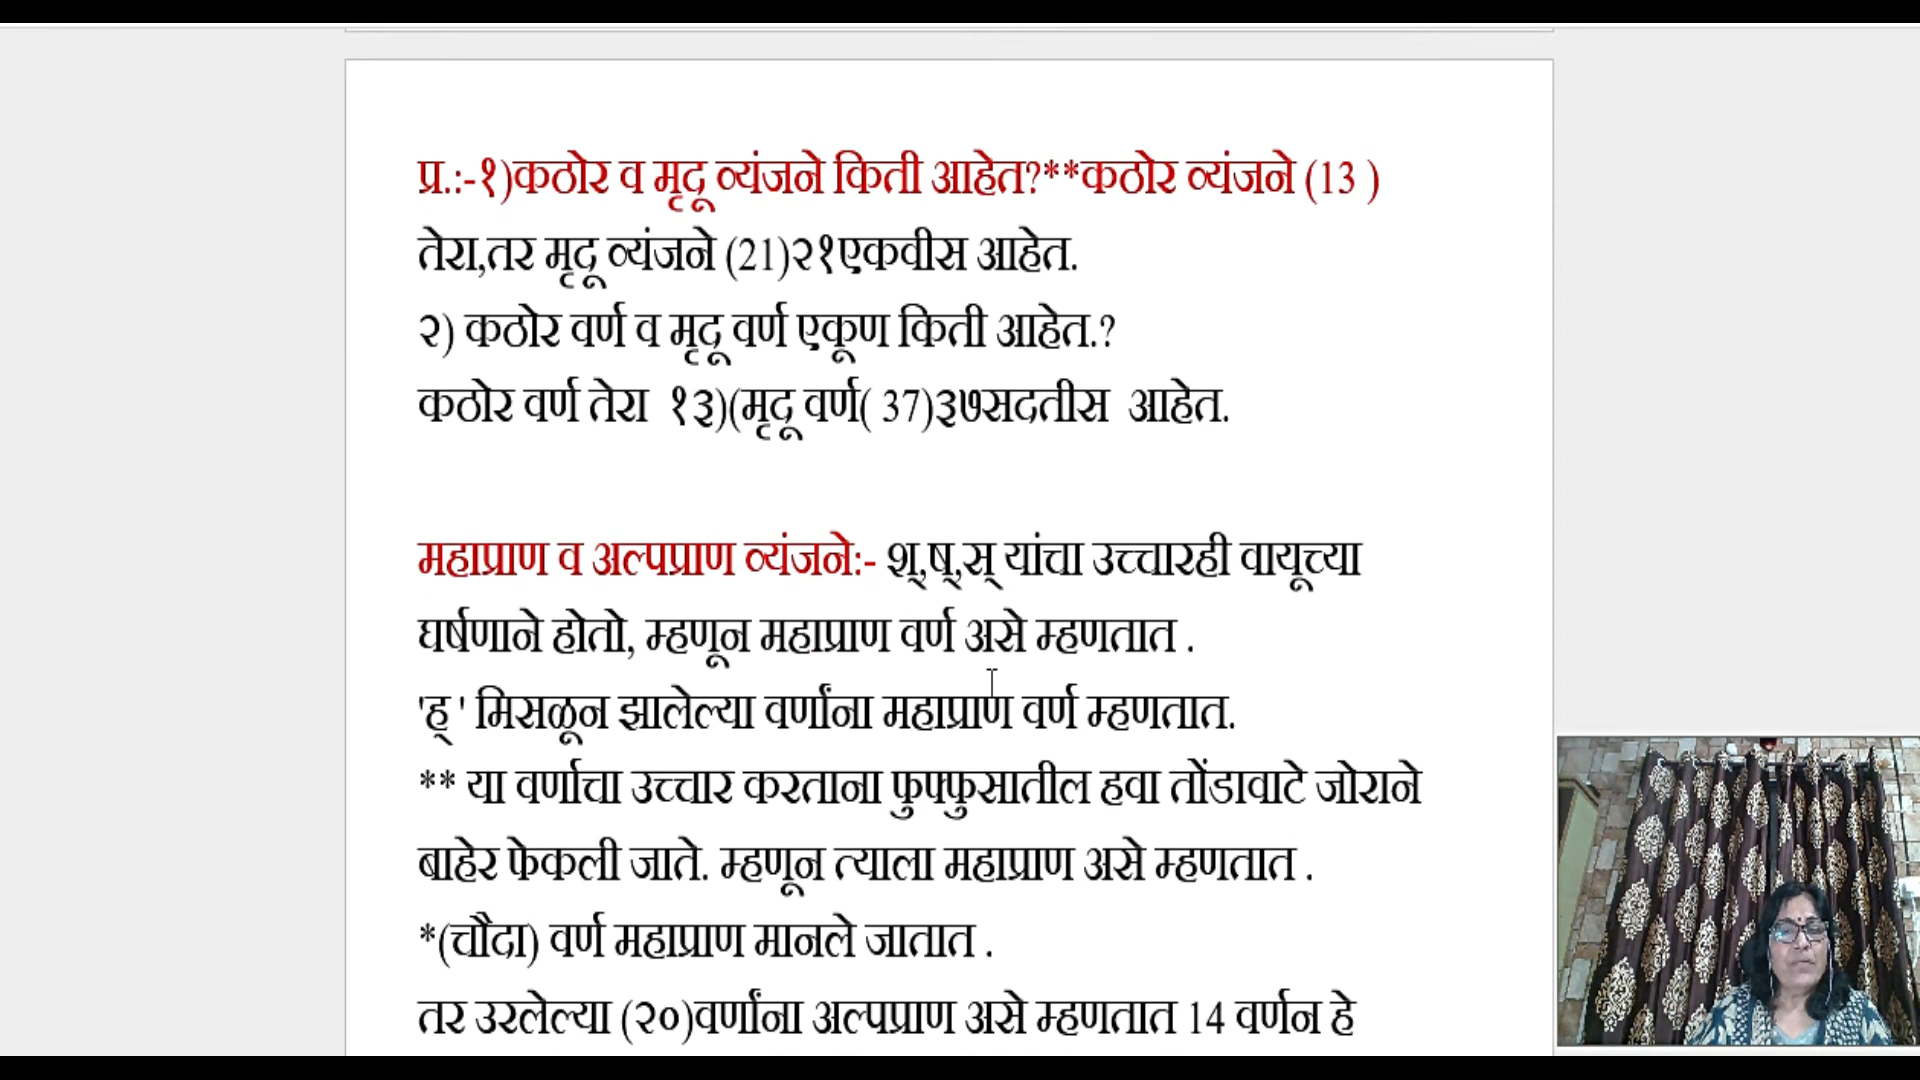 प्र.:-१)कठोर व मृदू व्यंजने किती आहेत?**कठोर व्यंजने (13 )
तेरा,तर मृदू व्यंजने (21)२१एकवीस आहेत.
२) कठोर वर्ण व मृदू वर्ण एकूण किती आहेत.?
कठोर वर्ण तेरा १३)(मृदू वर्ण( 37)३७सदतीस आहेत.
महाप्राण व अल्पप्राण व्यंजने:- श्,ष्,स् यांचा उच्चारही वायूच्या
घर्षणाने होतो, म्हणून महाप्राण वर्ण असे म्हणतात .
'ह् ' मिसळून झालेल्या वर्णांना महाप्राण वर्ण म्हणतात.
** या वर्णाचा उच्चार करताना फुफ्फुसातील हवा तोंडावाटे जोराने
बाहेर फेकली जाते. म्हणून त्याला महाप्राण असे म्हणतात .
*(चौदा) वर्ण महाप्राण मानले जातात .
तर उरलेल्या (२०)वर्णांना अल्पप्राण असे म्हणतात 14 वर्णन हे